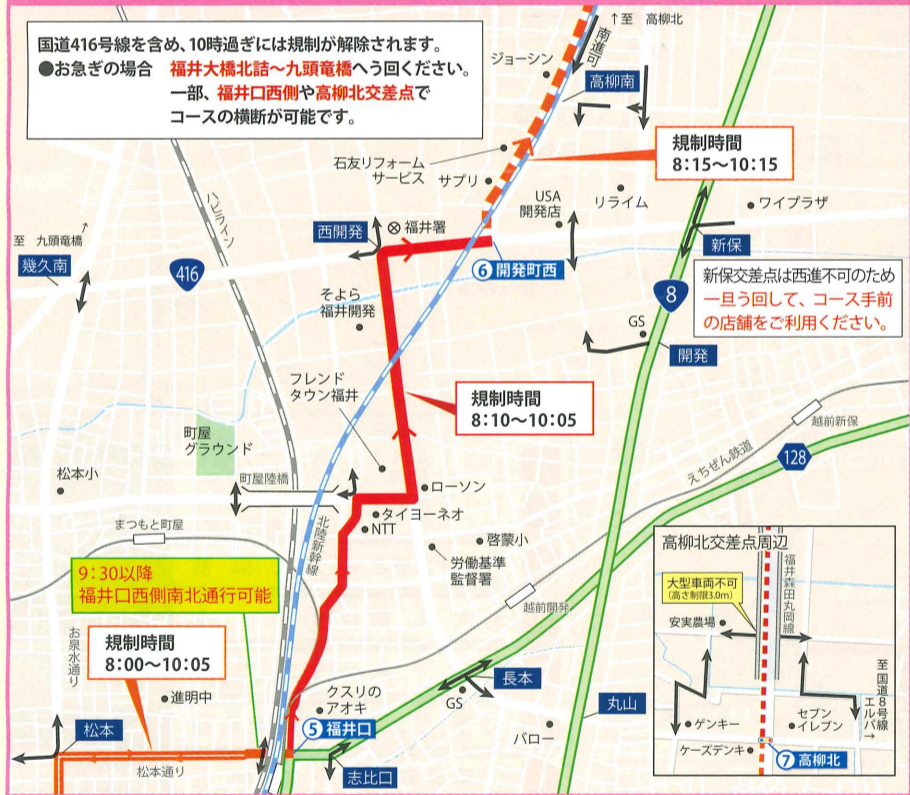 国道416号線を含め、10時過ぎには規制が解除されます。
●お急ぎの場合　福井大橋北詰～九頭竜橋へう回ください。
一部、福井口西側や高柳北交差点で
コースの横断が可能です。
↑至 高柳北
南進可
ジョーシン
高柳南
規制時間
8：15～10：15
石友リフォーム
サービス
サプリ
USA
開発店
リライム
ワイプラザ
ハピライン
至 九頭竜橋
幾久南
416
西開発
福井署
⑥開発町西
新保
新保交差点は西進不可のため
一旦う回して、コース手前
の店舗をご利用ください。
8
そよら
福井開発
GS
開発
フレンド
タウン福井
規制時間
8：10～10：05
町屋
グラウンド
越前新保
えちぜん鉄道
128
松本小
町屋陸橋
ローソン
タイヨーネオ
NTT
まつもと町屋
北陸新幹線
啓蒙小
労働基準
監督署
9：30以降
福井口西側南北通行可能
越前開発
お泉水通り
規制時間
8：00～10：05
進明中
クスリの
アオキ
長本
GS
丸山
松本
松本通り
⑤福井口
志比口
バロー
高柳北交差点周辺
大型車両不可
（高さ制限3.0m）
福井森田丸岡線
安実農場
至 国道8号線
エルパ→
ゲンキー
セブン
イレブン
ケーズデンキ
⑦高柳北